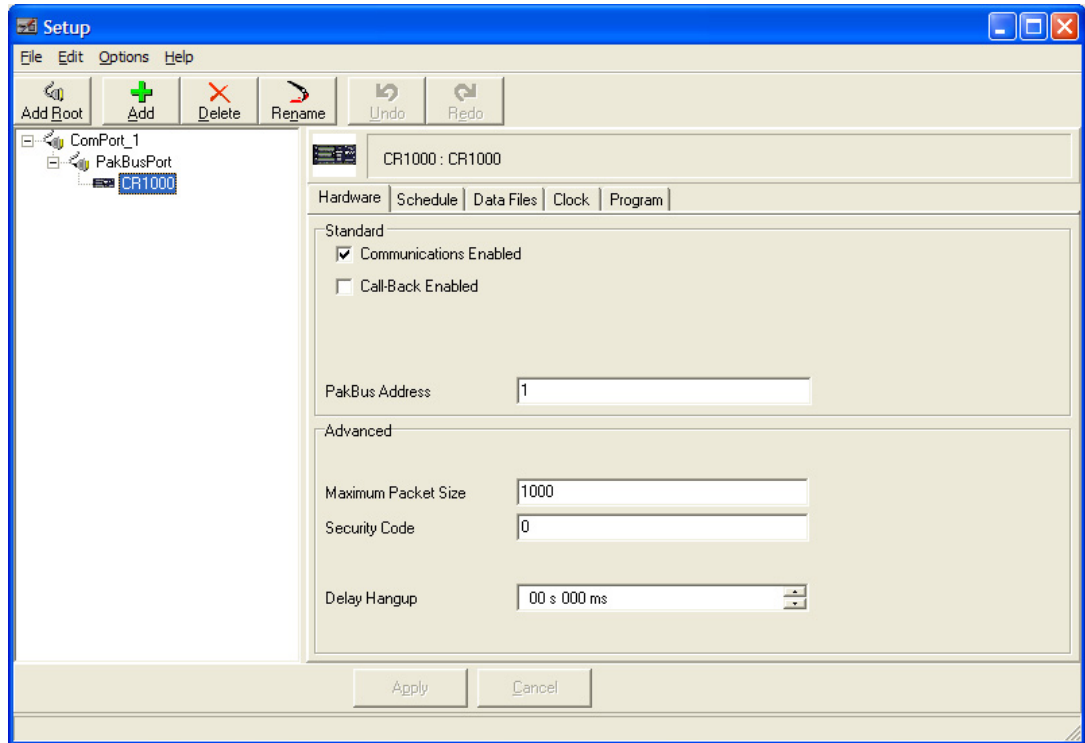 Setup
File Edit Options Help
Add Root Add Delete Rename Undo Redo
ComPort_1
PakBusPort
CR1000
CR1000 : CR1000
Hardware Schedule Data Files Clock Program
Standard
Communications Enabled
Call-Back Enabled
PakBus Address 1
Advanced
Maximum Packet Size 1000
Security Code 0
Delay Hangup 00 s 000 ms
Apply Cancel